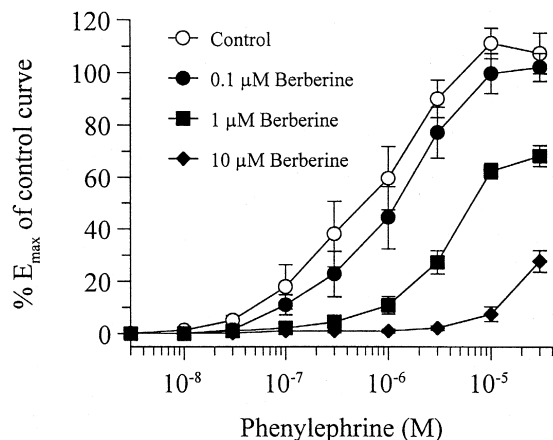 % E_max of control curve
120
100
80
60
40
20
0
Control
0.1 µM Berberine
1 µM Berberine
10 µM Berberine
10⁻⁸
10⁻⁷
10⁻⁶
10⁻⁵
Phenylephrine (M)